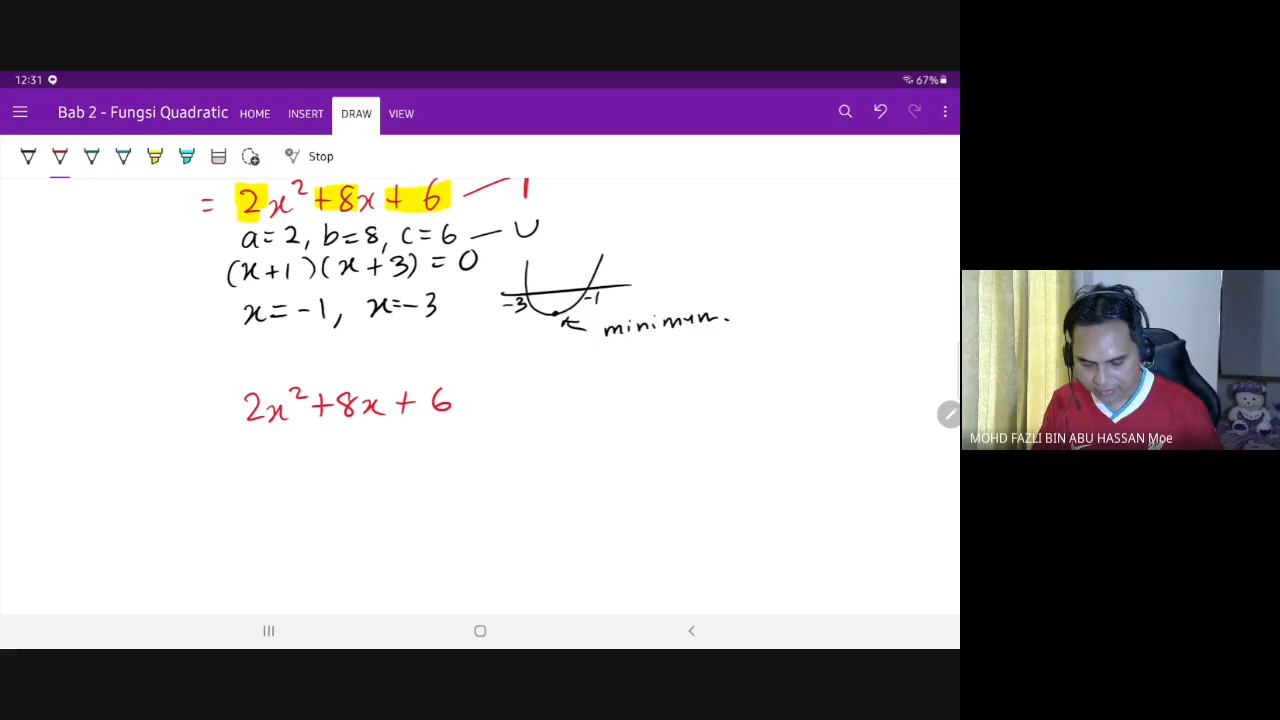 12:31 67%
Bab 2 - Fungsi Quadratic HOME INSERT DRAW VIEW
Stop
= 2x² + 8x + 6 — 1
a = 2, b = 8, c = 6 — ∪
(x + 1)(x + 3) = 0
x = -1, x = -3
-3 -1
minimum.
2x² + 8x + 6
MOHD FAZLI BIN ABU HASSAN Moe